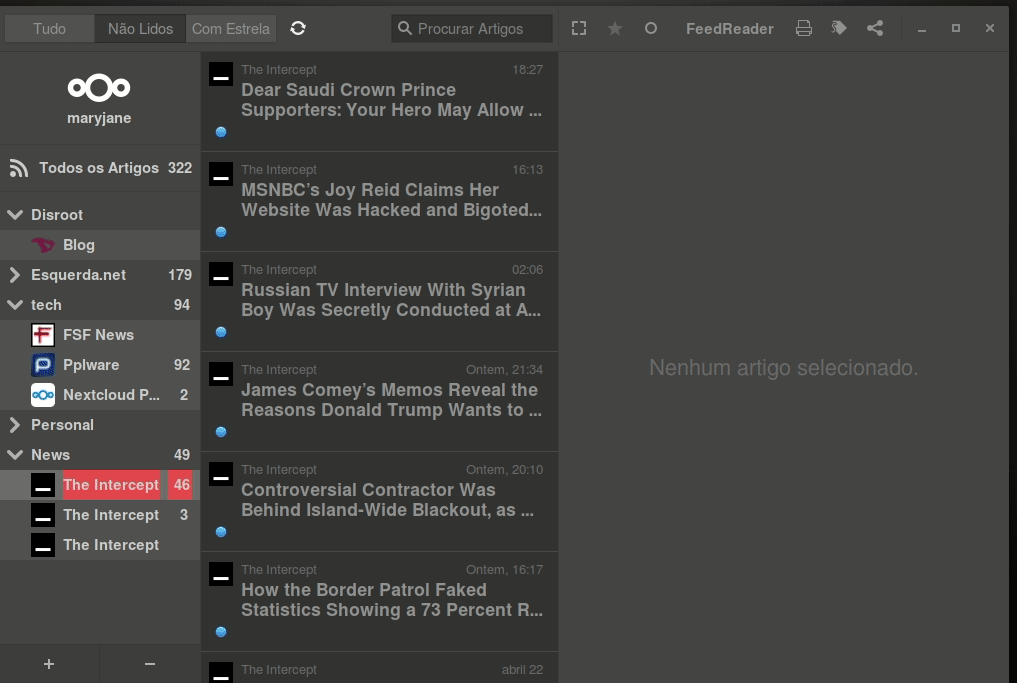 Tudo
Não Lidos
Com Estrela
Procurar Artigos
FeedReader
maryjane
Todos os Artigos 322
Disroot
Blog
Esquerda.net 179
tech 94
FSF News
Pplware 92
Nextcloud P... 2
Personal
News 49
The Intercept 46
The Intercept 3
The Intercept
The Intercept 18:27
Dear Saudi Crown Prince
Supporters: Your Hero May Allow ...
The Intercept 16:13
MSNBC’s Joy Reid Claims Her
Website Was Hacked and Bigoted...
The Intercept 02:06
Russian TV Interview With Syrian
Boy Was Secretly Conducted at A...
The Intercept Ontem, 21:34
James Comey’s Memos Reveal the
Reasons Donald Trump Wants to ...
The Intercept Ontem, 20:10
Controversial Contractor Was
Behind Island-Wide Blackout, as ...
The Intercept Ontem, 16:17
How the Border Patrol Faked
Statistics Showing a 73 Percent R...
The Intercept abril 22
Nenhum artigo selecionado.